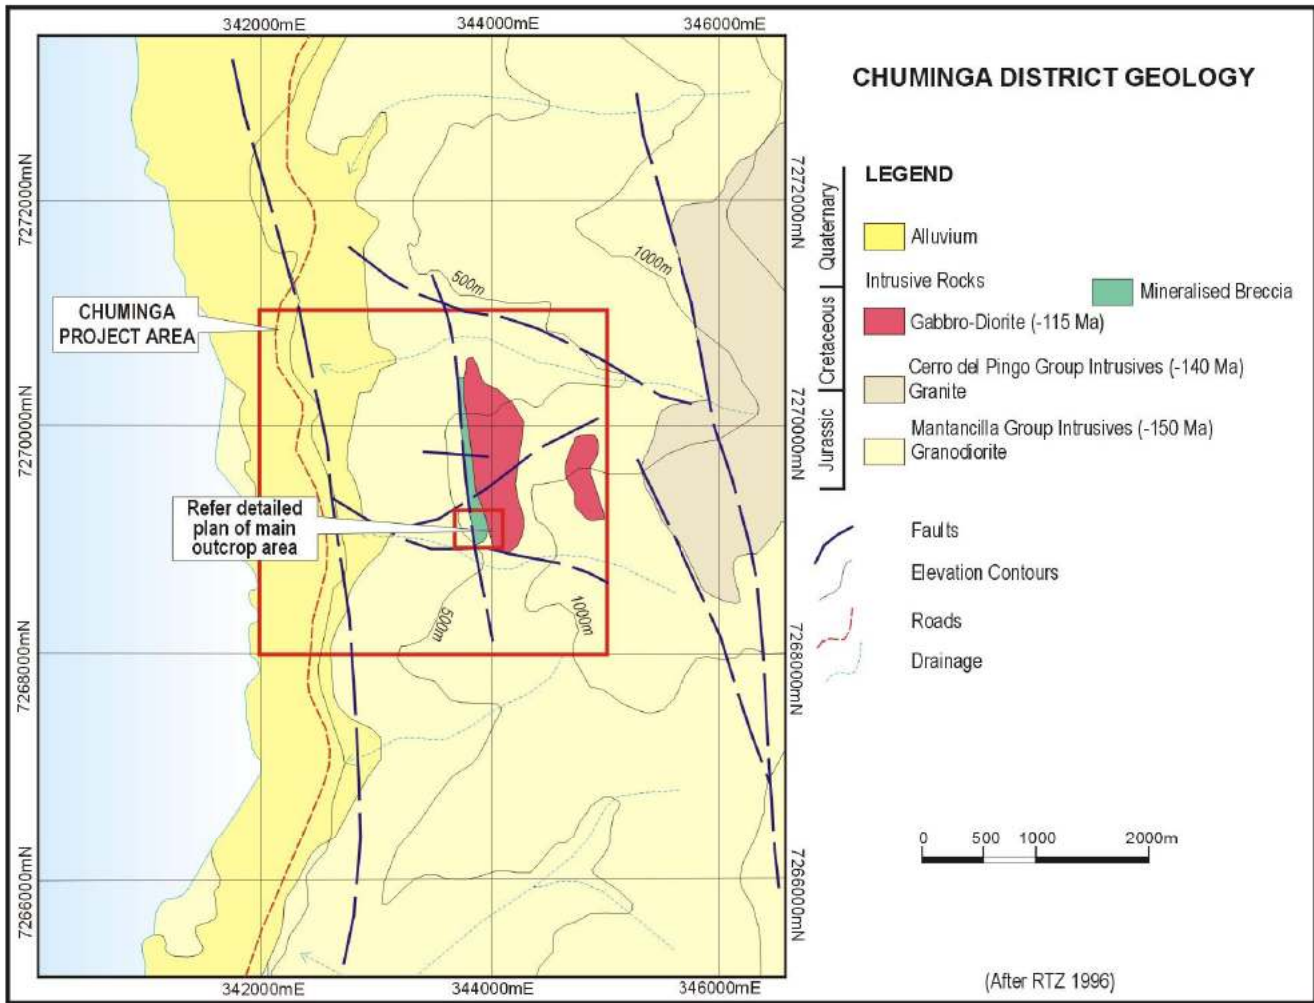 342000mE
344000mE
346000mE
CHUMINGA DISTRICT GEOLOGY
7272000mN
7272000mN
7270000mN
7270000mN
7268000mN
7268000mN
7266000mN
7266000mN
CHUMINGA
PROJECT AREA
Refer detailed
plan of main
outcrop area
500m
1000m
500m
1000m
LEGEND
Quaternary
Cretaceous
Jurassic
Alluvium
Intrusive Rocks
Mineralised Breccia
Gabbro-Diorite (-115 Ma)
Cerro del Pingo Group Intrusives (-140 Ma)
Granite
Mantancilla Group Intrusives (-150 Ma)
Granodiorite
Faults
Elevation Contours
Roads
Drainage
0 500 1000 2000m
(After RTZ 1996)
342000mE
344000mE
346000mE